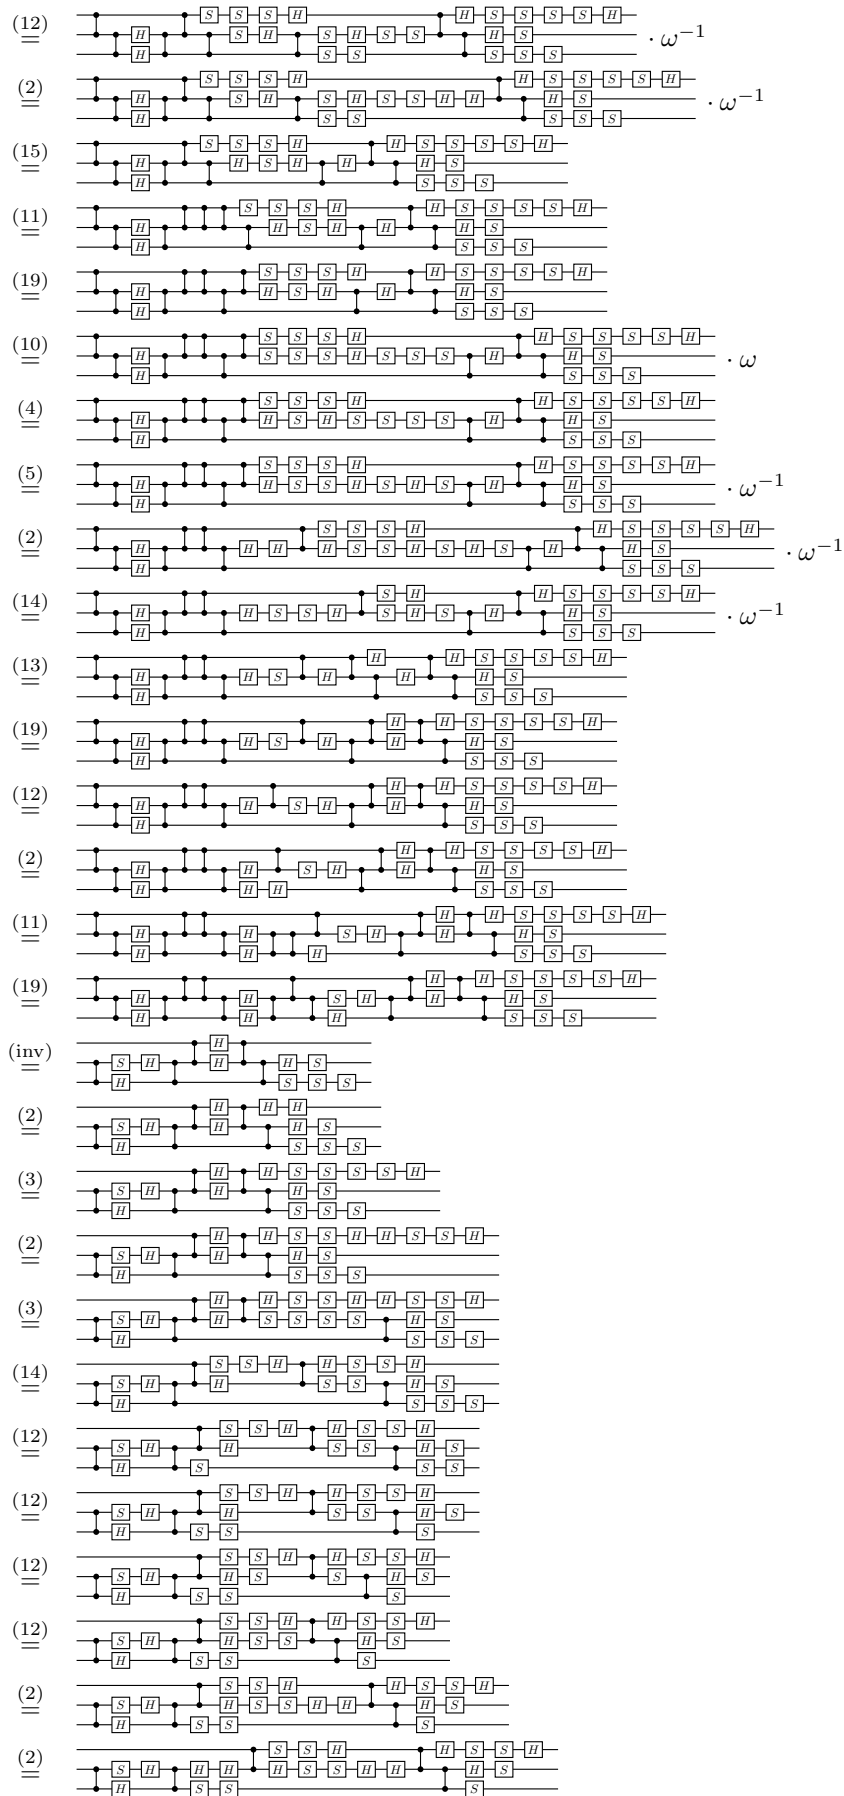 (12) S S S H H S S S S H
= H S H S H S S H S · ω⁻¹
H S S S S S
(2) S S S H H S S S S H
= H S H S H S S H H H S · ω⁻¹
H S S S S S
(15) S S S H H S S S S H
= H H S H H H S
H S S S
(11) S S S H H S S S S H
= H H S H H H S
H S S S
(19) S S S H H S S S S H
= H H S H H H S
H S S S
(10) S S S H H S S S S H
= H S S S H S S S H H S · ω
H S S S
(4) S S S H H S S S S H
= H H S H S S S S H H S
H S S S
(5) S S S H H S S S S H
= H H S S S H S H S H H S · ω⁻¹
H S S S
(2) S S S H H S S S S H
= H H H H S S H S H S H H S · ω⁻¹
H S S S
(14) S H H S S S S H
= H H S S H S H S H H S · ω⁻¹
H S S S
(13) H H S S S S H
= H H S H H H S
H S S S
(19) H H S S S S H
= H H S H H H S
H S S S
(12) H H S S S S H
= H H S H H H S
H S S S
(2) H H S S S S H
= H H S H H H S
H H H S S S
(11) H H S S S S H
= H H S H H H S
H H H S S S
(19) H H S S S S H
= H H S H H H S
H H H S S S
(inv) H
= S H H H S
H S S S
(2) H H H
= S H H H S
H S S S
(3) H H S S S S H
= S H H H S
H S S S
(2) H H S S H H S S H
= S H H H S
H S S S
(3) H H S S H H S S H
= S H H S S S S H S
H S S S
(14) S S H H S S H
= S H H S S H S
H S S S
(12) S S H H S S H
= S H H S S H S
H S S S
(12) S S H H S S H
= S H H S S H S
H S S S
(12) S S H H S S H
= S H H S S H S
H S S S
(12) S S H H S S H
= S H H S S H S
H S S S
(2) S S H H S S H
= S H H S S H H H S
H S S S
(2) S S H H S S H
= S H H H H S S H H H S
H S S S